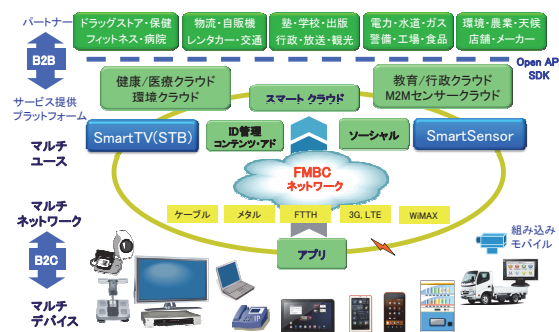 パートナー
ドラッグストア・保健
フィットネス・病院
物流・自販機
レンタカー・交通
塾・学校・出版
行政・放送・観光
電力・水道・ガス
警備・工場・食品
環境・農業・天候
店舗・メーカー
B2B
Open AP
SDK
サービス提供
プラットフォーム
健康/医療クラウド
環境クラウド
スマート クラウド
教育/行政クラウド
M2Mセンサークラウド
SmartTV(STB)
ID管理
コンテンツ・アド
ソーシャル
SmartSensor
マルチ
ユース
FMBC
ネットワーク
マルチ
ネットワーク
ケーブル
メタル
FTTH
3G, LTE
WiMAX
B2C
アプリ
組み込み
モバイル
マルチ
デバイス